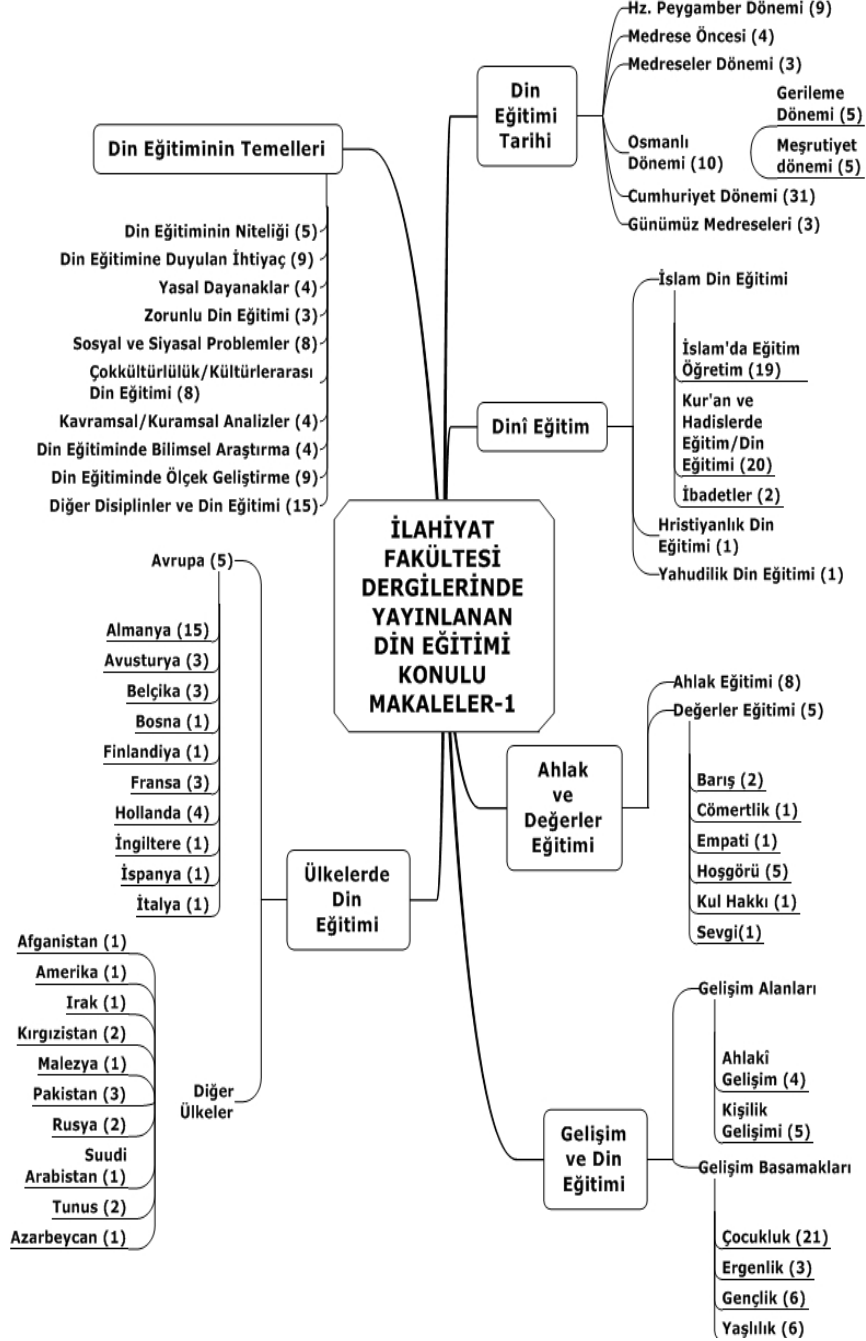 Hz. Peygamber Dönemi (9)
Medrese Öncesi (4)
Medreseler Dönemi (3)
Din
Eğitimi
Tarihi
Gerileme
Dönemi (5)
Osmanlı
Dönemi (10)
Meşrutiyet
dönemi (5)
Cumhuriyet Dönemi (31)
Günümüz Medreseleri (3)
Din Eğitiminin Temelleri
Din Eğitiminin Niteliği (5)
Din Eğitimine Duyulan İhtiyaç (9)
Yasal Dayanaklar (4)
Zorunlu Din Eğitimi (3)
Sosyal ve Siyasal Problemler (8)
Çokkültürlülük/Kültürlerarası
Din Eğitimi (8)
Kavramsal/Kuramsal Analizler (4)
Din Eğitiminde Bilimsel Araştırma (4)
Din Eğitiminde Ölçek Geliştirme (9)
Diğer Disiplinler ve Din Eğitimi (15)
Dinî Eğitim
İslam Din Eğitimi
İslam'da Eğitim
Öğretim (19)
Kur'an ve
Hadislerde
Eğitim/Din
Eğitimi (20)
İbadetler (2)
Hristiyanlık Din
Eğitimi (1)
Yahudilik Din Eğitimi (1)
İLAHİYAT
FAKÜLTESİ
DERGİLERİNDE
YAYINLANAN
DİN EĞİTİMİ
KONULU
MAKALELER-1
Ahlak
ve
Değerler
Eğitimi
Ahlak Eğitimi (8)
Değerler Eğitimi (5)
Barış (2)
Cömertlik (1)
Empati (1)
Hoşgörü (5)
Kul Hakkı (1)
Sevgi(1)
Ülkelerde
Din
Eğitimi
Avrupa (5)
Almanya (15)
Avusturya (3)
Belçika (3)
Bosna (1)
Finlandiya (1)
Fransa (3)
Hollanda (4)
İngiltere (1)
İspanya (1)
İtalya (1)
Diğer
Ülkeler
Afganistan (1)
Amerika (1)
Irak (1)
Kırgızistan (2)
Malezya (1)
Pakistan (3)
Rusya (2)
Suudi
Arabistan (1)
Tunus (2)
Azarbeycan (1)
Gelişim
ve Din
Eğitimi
Gelişim Alanları
Ahlakî
Gelişim (4)
Kişilik
Gelişimi (5)
Gelişim Basamakları
Çocukluk (21)
Ergenlik (3)
Gençlik (6)
Yaşlılık (6)